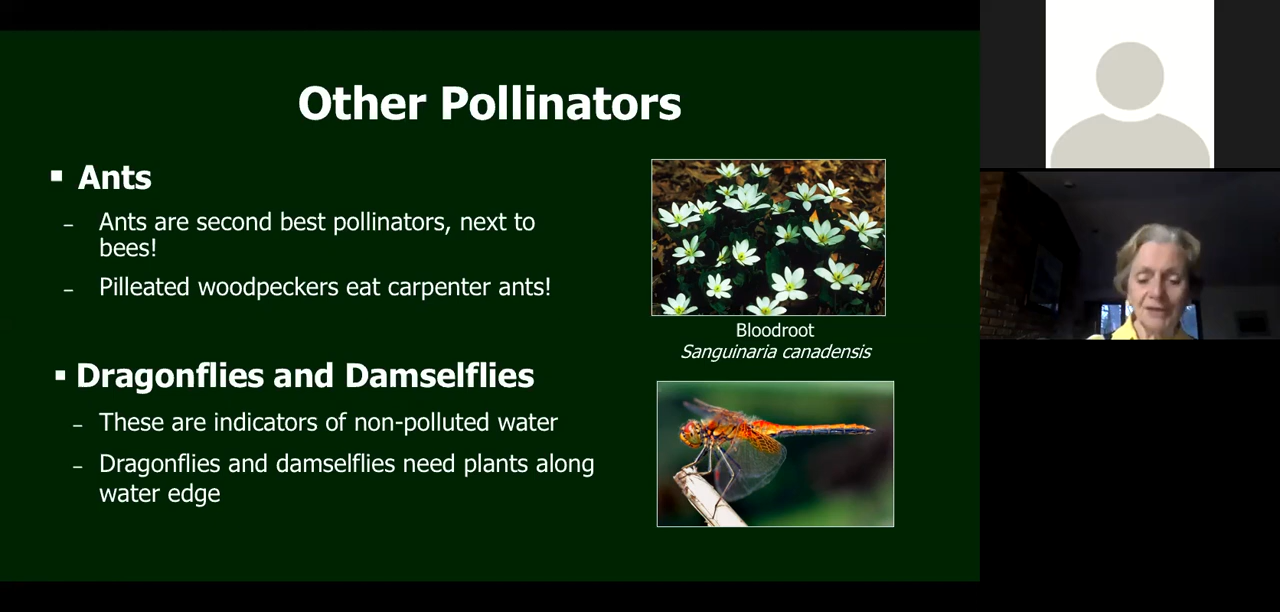 Other Pollinators
▪ Ants
– Ants are second best pollinators, next to
bees!
– Pilleated woodpeckers eat carpenter ants!
Bloodroot
Sanguinaria canadensis
▪ Dragonflies and Damselflies
– These are indicators of non-polluted water
– Dragonflies and damselflies need plants along
water edge